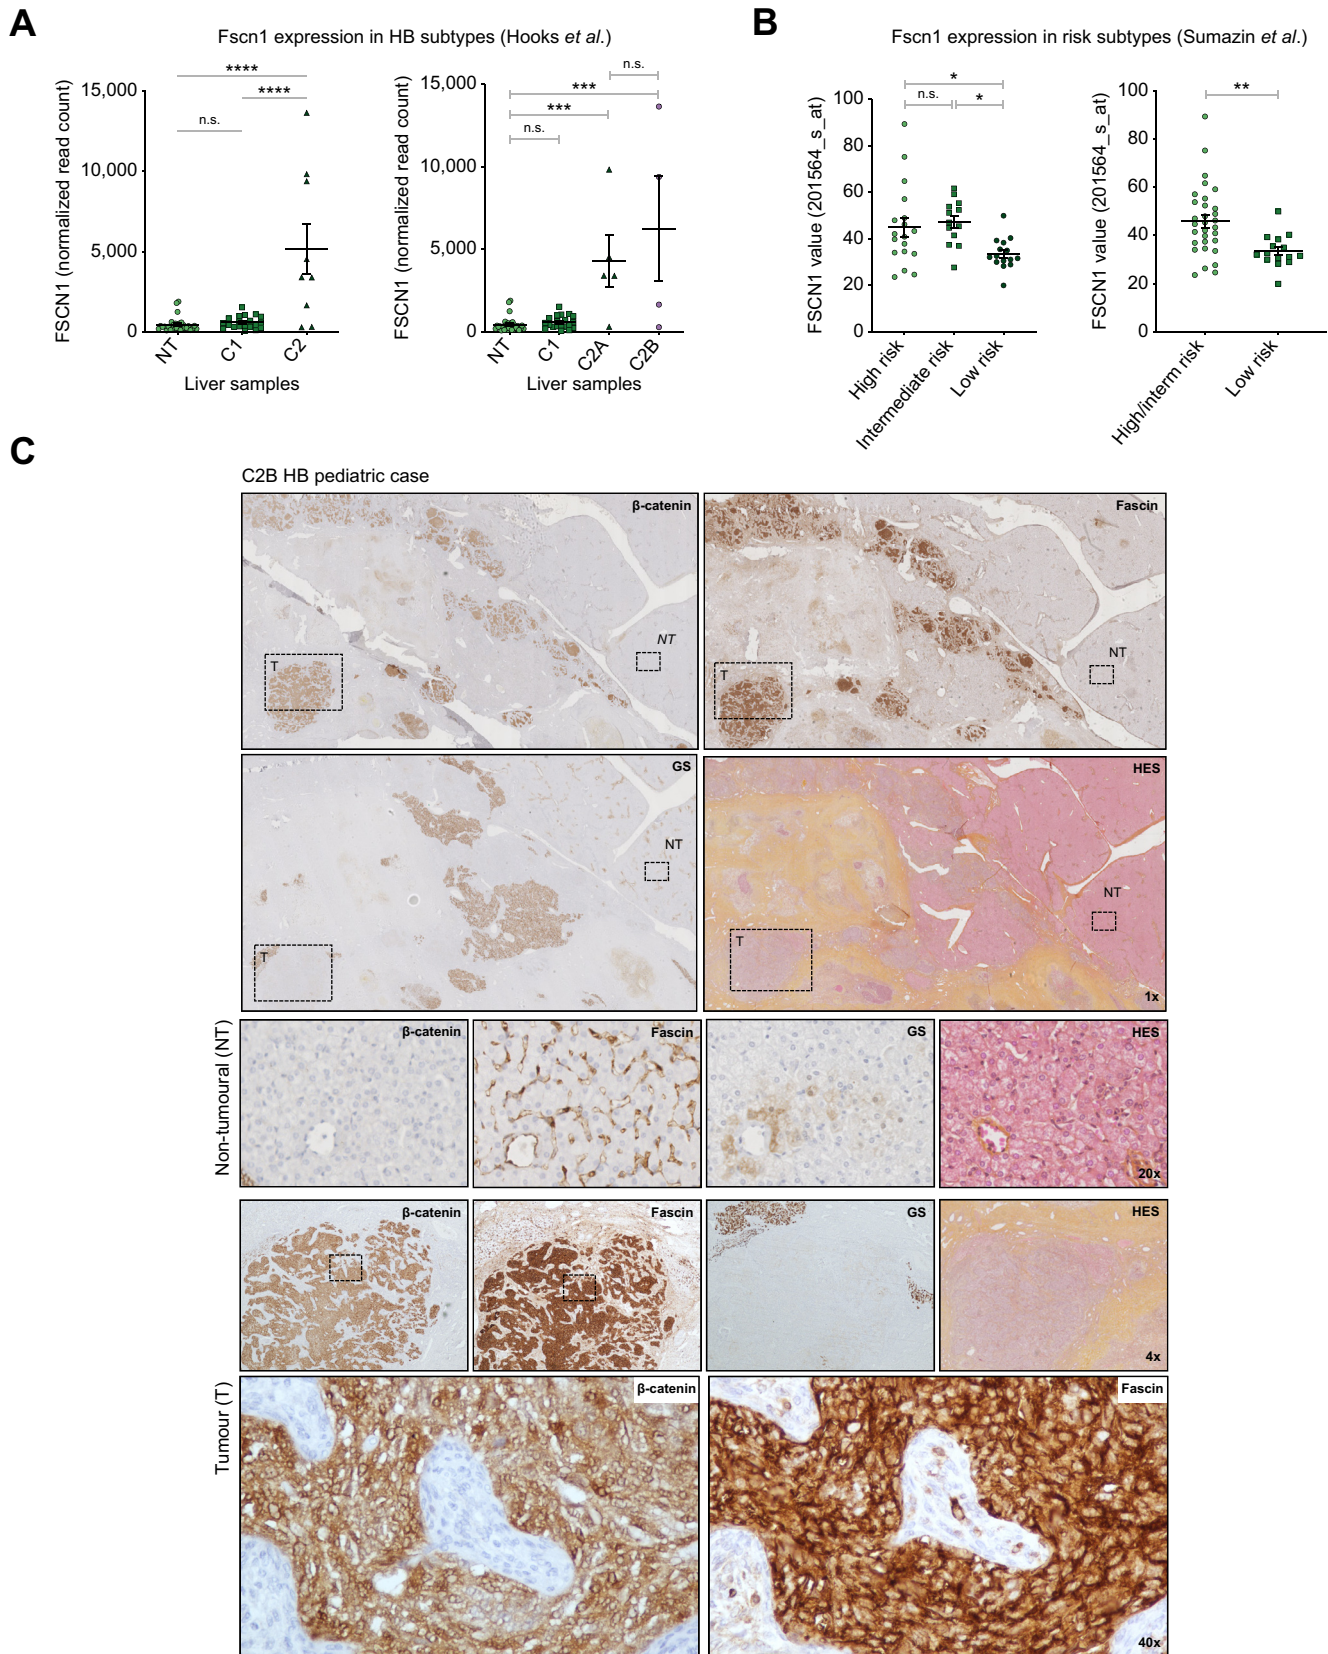 A
Fscn1 expression in HB subtypes (Hooks et al.)
FSCN1 (normalized read count)
15,000
10,000
5,000
0
****
****
n.s.
NT
C1
C2
Liver samples
FSCN1 (normalized read count)
15,000
10,000
5,000
0
n.s.
***
***
n.s.
NT
C1
C2A
C2B
Liver samples
B
Fscn1 expression in risk subtypes (Sumazin et al.)
FSCN1 value (201564_s_at)
100
80
60
40
20
0
*
n.s.
*
High risk
Intermediate risk
Low risk
FSCN1 value (201564_s_at)
100
80
60
40
20
0
**
High/interm risk
Low risk
C
C2B HB pediatric case
β-catenin
NT
T
Fascin
NT
T
GS
NT
T
HES
NT
T
1x
Non-tumoural (NT)
β-catenin
Fascin
GS
HES
20x
Tumour (T)
β-catenin
Fascin
GS
HES
4x
β-catenin
Fascin
40x